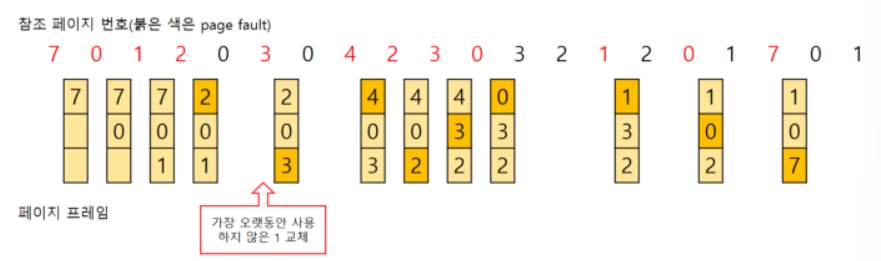 참조 페이지 번호(붉은 색은 page fault)
7 0 1 2 0 3 0 4 2 3 0 3 2 1 2 0 1 7 0 1
7 7 7 2 2 4 4 4 0 1 1 1
0 0 0 0 0 0 3 3 3 0 0
1 1 3 3 2 2 2 2 2 7
페이지 프레임
가장 오랫동안 사용
하지 않은 1 교체